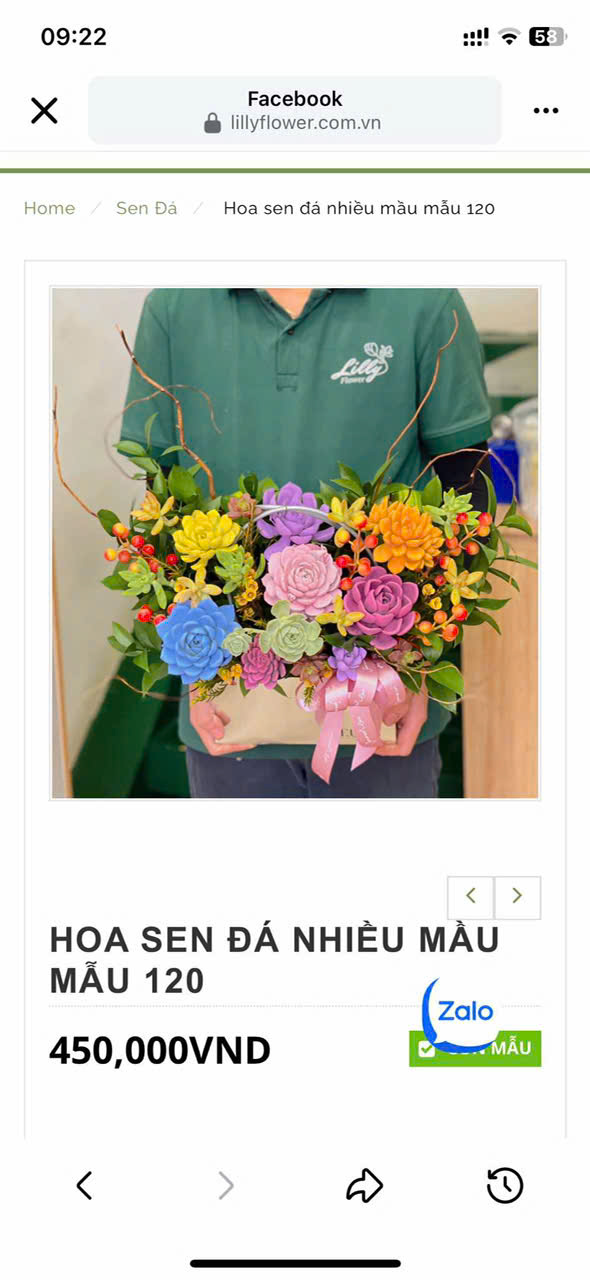 09:22
58
Facebook
lillyflower.com.vn
Home / Sen Đá / Hoa sen đá nhiều mầu mẫu 120
Lilly
Flower
HOA SEN ĐÁ NHIỀU MẦU
MẪU 120
Zalo
450,000VND
MẪU